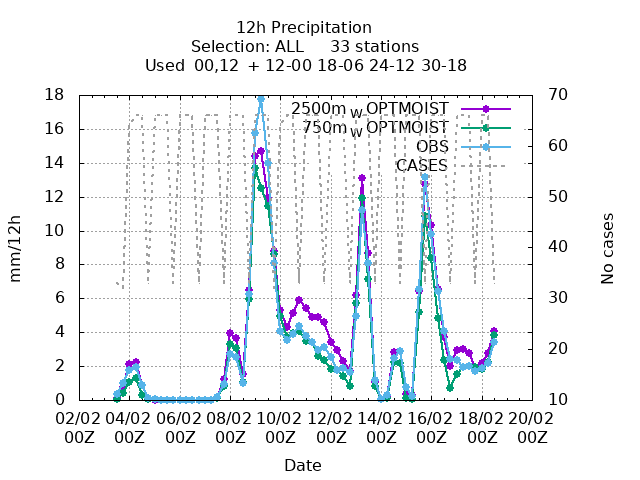 12h Precipitation
Selection: ALL 33 stations
Used 00,12 + 12-00 18-06 24-12 30-18
2500m W OPTMOIST
750m W OPTMOIST
OBS
CASES
mm/12h
18
16
14
12
10
8
6
4
2
0
No cases
70
60
50
40
30
20
10
02/02 04/02 06/02 08/02 10/02 12/02 14/02 16/02 18/02 20/02
00Z 00Z 00Z 00Z 00Z 00Z 00Z 00Z 00Z 00Z
Date